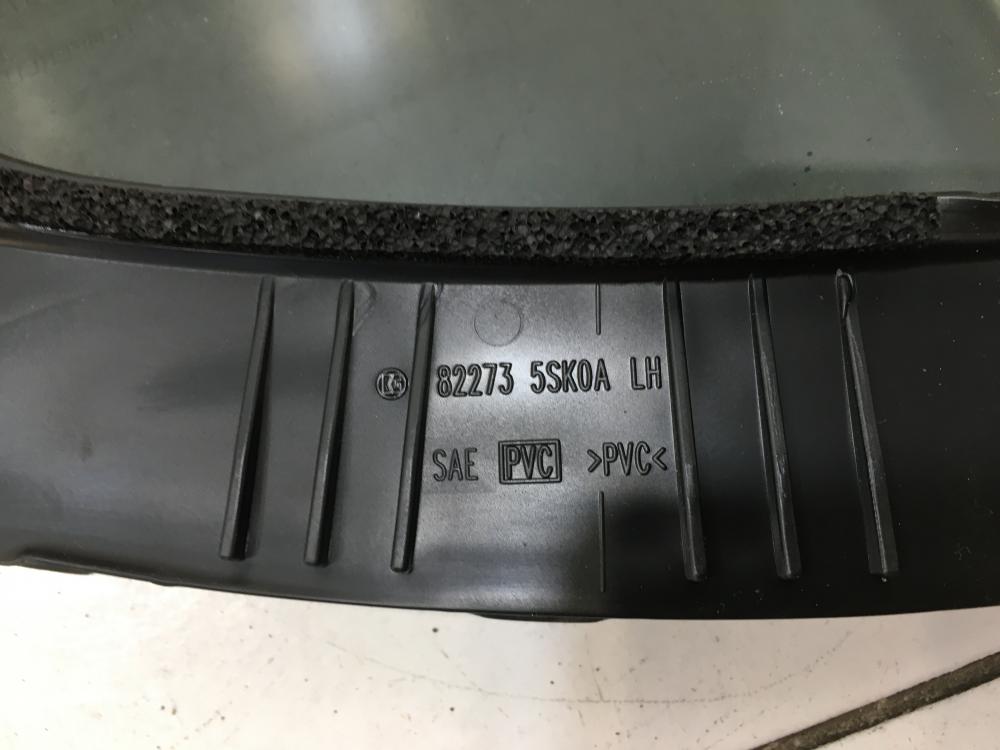 82273 5SK0A LH
SAE PVC >PVC<